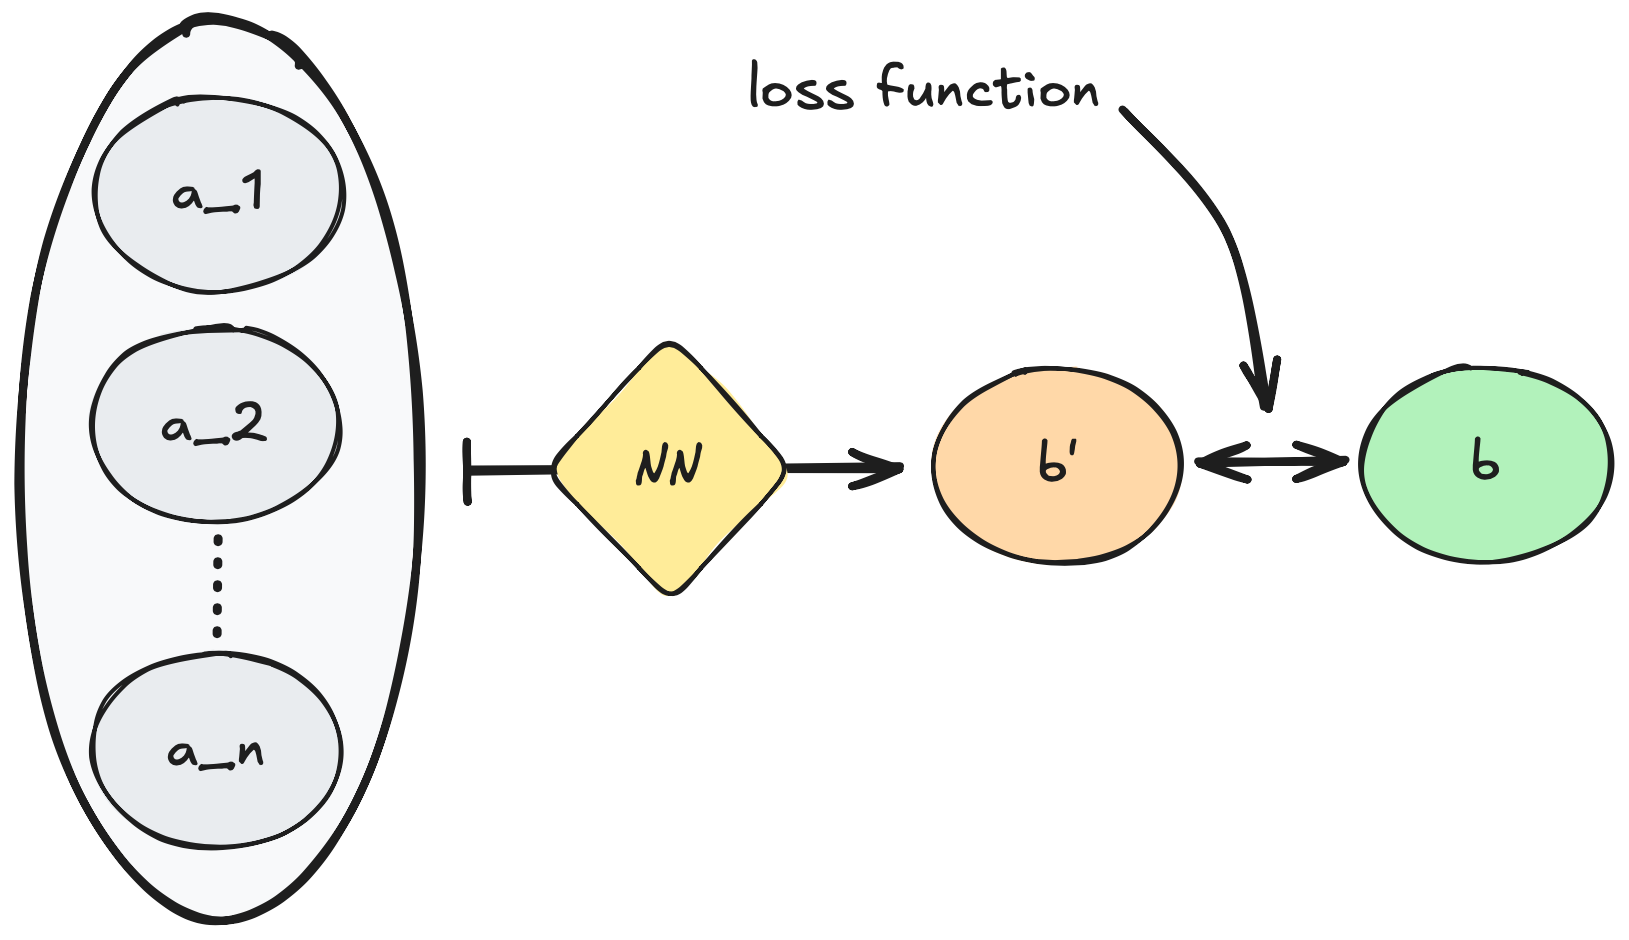 loss function
a_1
a_2
a_n
NN
b'
b